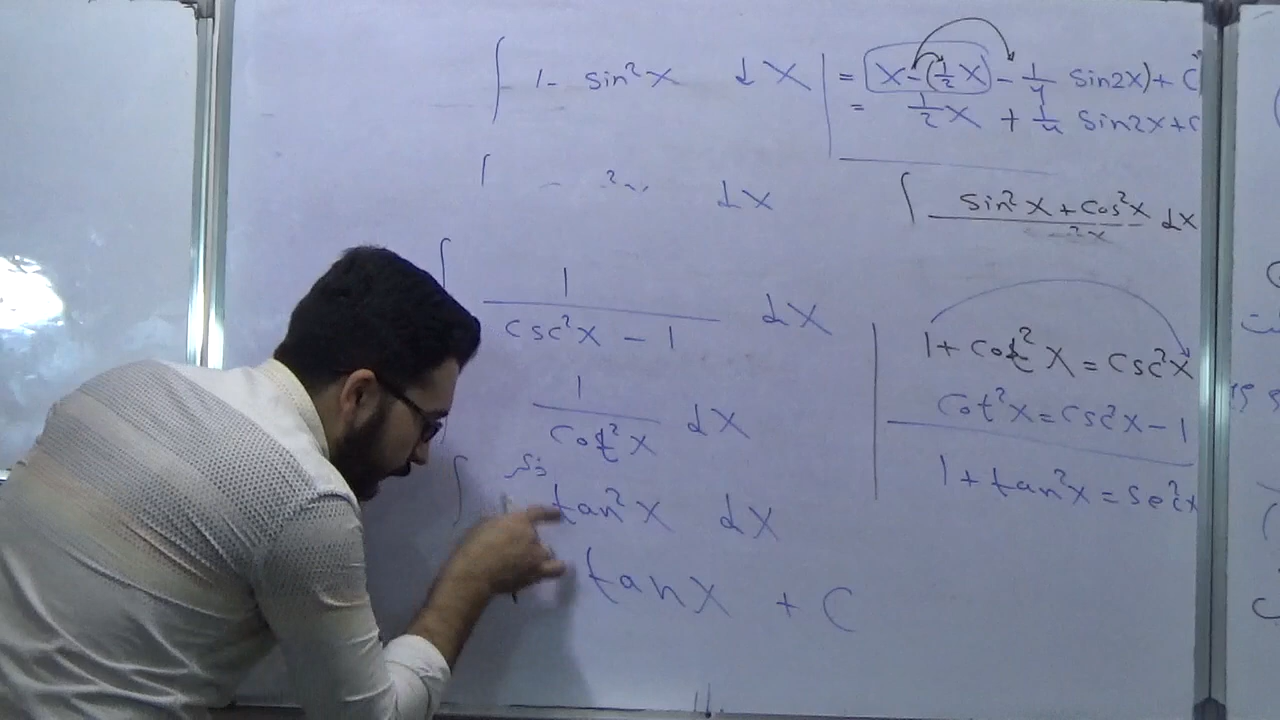 ∫ 1 - sin²x dx
= x - (½x - ¼ sin2x) + C
= ½x + ¼ sin2x + C
dx
∫ (sin²x + cos²x) dx
∫ 1/(csc²x - 1) dx
1 + cot²x = csc²x
1/cot²x dx
cot²x = csc²x - 1
1 + tan²x = sec²x
∫ tan²x dx
tanx + C